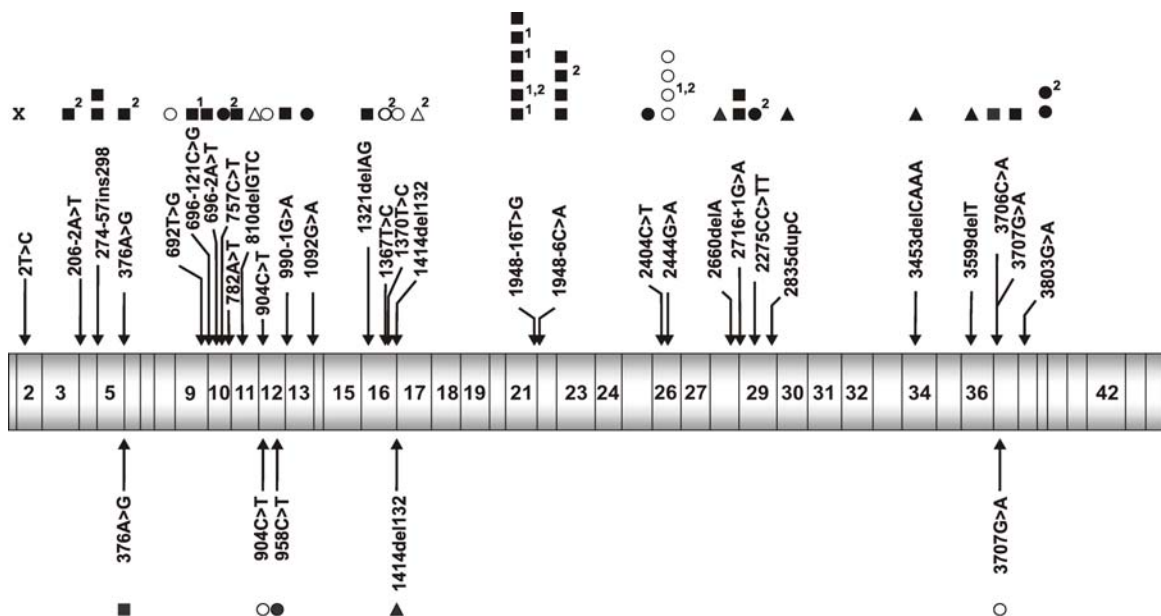 1
1
2
1,2
1,2
X
2
2
1
2
2
2
2
2
2T>C
206-2A>T
274-57ins298
376A>G
692T>G
696-121C>G
696-2A>T
757C>T
782A>T
810delGTC
904C>T
990-1G>A
1092G>A
1321delAG
1367T>C
1370T>C
1414del132
1948-16T>G
1948-6C>A
2404C>T
2444G>A
2660delA
2716+1G>A
2275CC>TT
2835dupC
3453delCAAA
3599delT
3706C>A
3707G>A
3803G>A
2 3 5 9 10 11 12 13 15 16 17 18 19 21 23 24 26 27 29 30 31 32 34 36 42
376A>G
904C>T
958C>T
1414del132
3707G>A